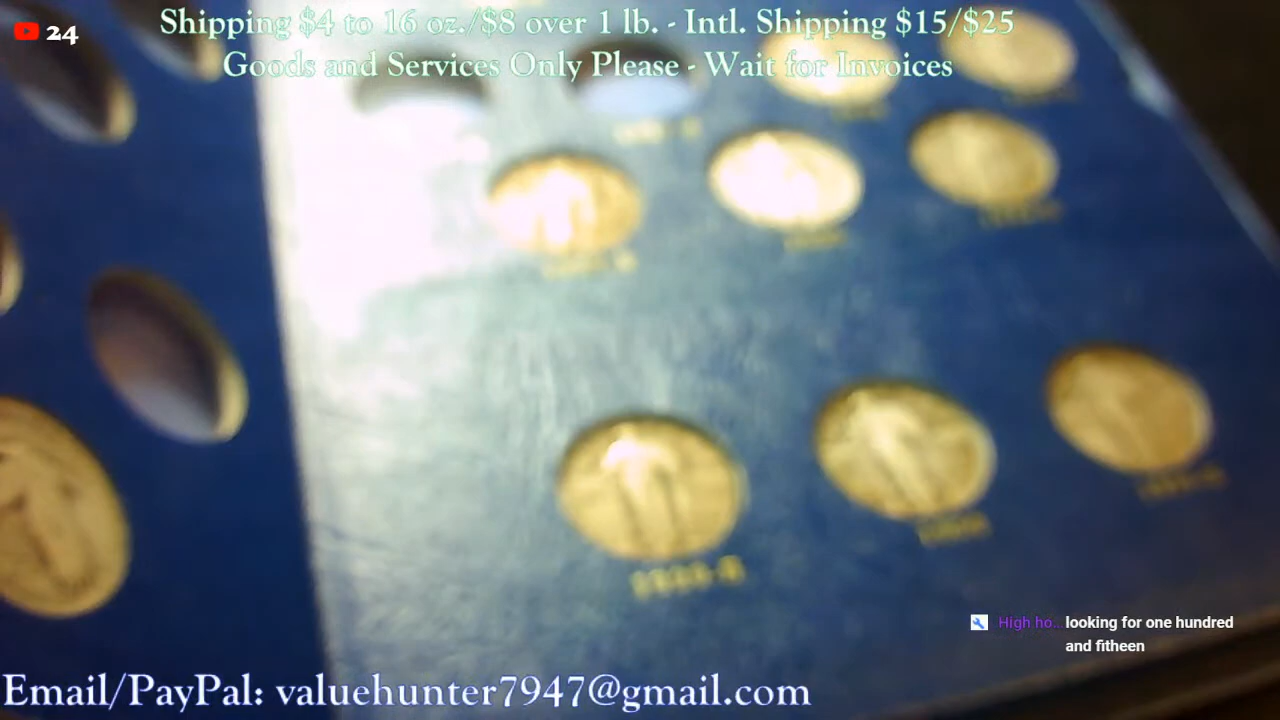 24
Shipping $4 to 16 oz./$8 over 1 lb. - Intl. Shipping $15/$25
Goods and Services Only Please - Wait for Invoices
High ho... looking for one hundred
and fitheen
Email/PayPal: valuehunter7947@gmail.com